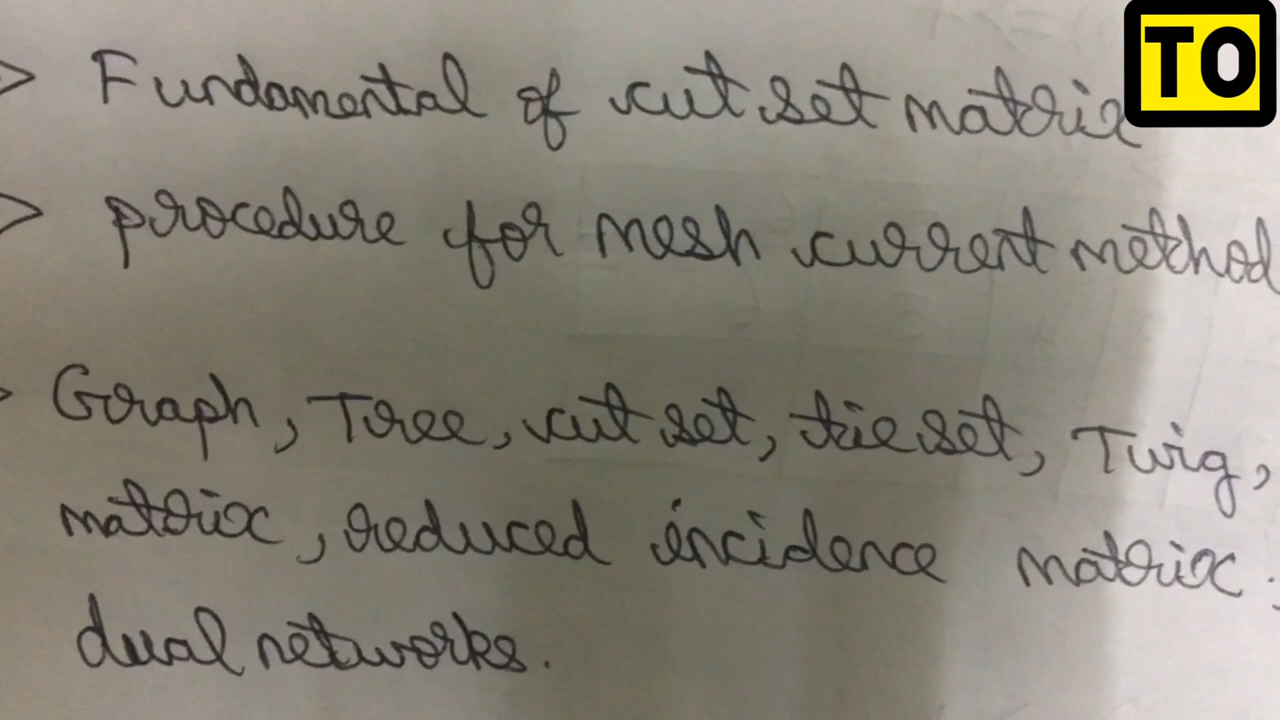 TO
> Fundamental of cut set matrix
> procedure for mesh current method
> Graph, Tree, cut set, tie set, Twig,
matrix, reduced incidence matrix.
dual networks.